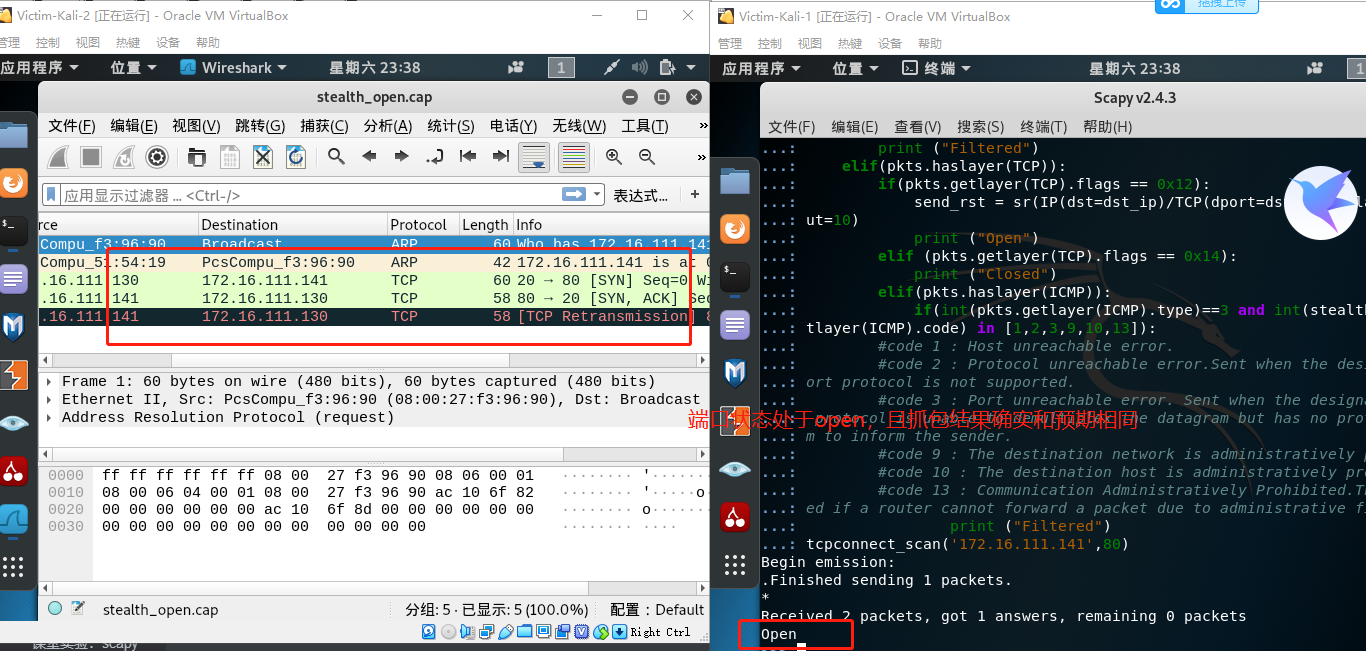 Victim-Kali-2 [正在运行] - Oracle VM VirtualBox
管理 控制 视图 热键 设备 帮助
应用程序 位置 Wireshark 星期六 23:38 1
stealth_open.cap
文件(F) 编辑(E) 视图(V) 跳转(G) 捕获(C) 分析(A) 统计(S) 电话(Y) 无线(W) 工具(T) »
应用显示过滤器 … <Ctrl-/> 表达式… +
rce Destination Protocol Length Info
Compu_f3:96:90 Broadcast ARP 60 Who has 172.16.111.141
Compu_51:54:19 PcsCompu_f3:96:90 ARP 42 172.16.111.141 is at 0
.16.111.130 172.16.111.141 TCP 60 20 → 80 [SYN] Seq=0 Wi
.16.111.141 172.16.111.130 TCP 58 80 → 20 [SYN, ACK] Seq
.16.111.141 172.16.111.130 TCP 58 [TCP Retransmission] 8
Frame 1: 60 bytes on wire (480 bits), 60 bytes captured (480 bits)
Ethernet II, Src: PcsCompu_f3:96:90 (08:00:27:f3:96:90), Dst: Broadcast
Address Resolution Protocol (request)
0000 ff ff ff ff ff ff 08 00 27 f3 96 90 08 06 00 01 ········ '·······
0010 08 00 06 04 00 01 08 00 27 f3 96 90 ac 10 6f 82 ········ '·····o·
0020 00 00 00 00 00 00 ac 10 6f 8d 00 00 00 00 00 00 ········ o·······
0030 00 00 00 00 00 00 00 00 00 00 00 00 ········ ····
stealth_open.cap 分组: 5 · 已显示: 5 (100.0%) 配置：Default
Right Ctrl
课堂实验：scapy
拖拽上传
Victim-Kali-1 [正在运行] - Oracle VM VirtualBox
管理 控制 视图 热键 设备 帮助
应用程序 位置 终端 星期六 23:38 1
Scapy v2.4.3
文件(F) 编辑(E) 查看(V) 搜索(S) 终端(T) 帮助(H)
...: print ("Filtered")
...: elif(pkts.haslayer(TCP)):
...: if(pkts.getlayer(TCP).flags == 0x12):
...: send_rst = sr(IP(dst=dst_ip)/TCP(dport=ds
...: ut=10)
...: print ("Open")
...: elif (pkts.getlayer(TCP).flags == 0x14):
...: print ("Closed")
...: elif(pkts.haslayer(ICMP)):
...: if(int(pkts.getlayer(ICMP).type)==3 and int(stealth
...: tlayer(ICMP).code) in [1,2,3,9,10,13]):
...: #code 1 : Host unreachable error.
...: #code 2 : Protocol unreachable error.Sent when the desi
...: ort protocol is not supported.
...: #code 3 : Port unreachable error. Sent when the designa
端口状态处于open，且抓包结果确实和预期相同
the datagram but has no pro
...: m to inform the sender.
...: #code 9 : The destination network is administratively p
...: #code 10 : The destination host is administratively pro
...: #code 13 : Communication Administratively Prohibited.Th
...: ed if a router cannot forward a packet due to administrative fi
...: print ("Filtered")
...: tcpconnect_scan('172.16.111.141',80)
Begin emission:
.Finished sending 1 packets.
*
Received 2 packets, got 1 answers, remaining 0 packets
Open